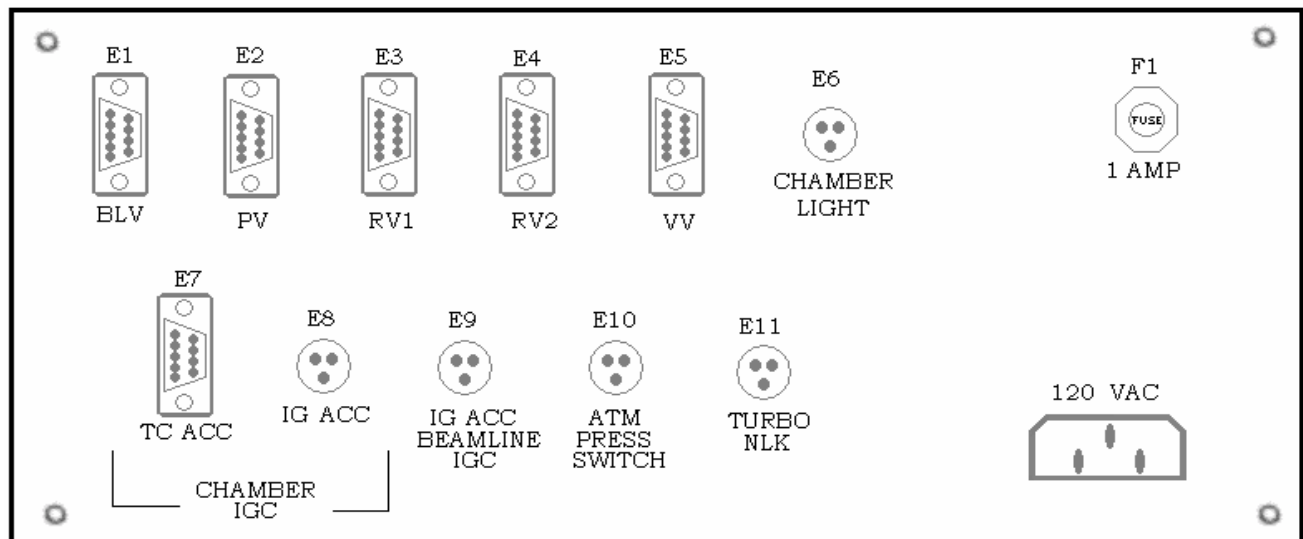 E1
E2
E3
E4
E5
E6
F1
FUSE
BLV
PV
RV1
RV2
VV
CHAMBER
LIGHT
1 AMP
E7
E8
E9
E10
E11
TC ACC
IG ACC
IG ACC
BEAMLINE
IGC
ATM
PRESS
SWITCH
TURBO
NLK
120 VAC
CHAMBER
IGC